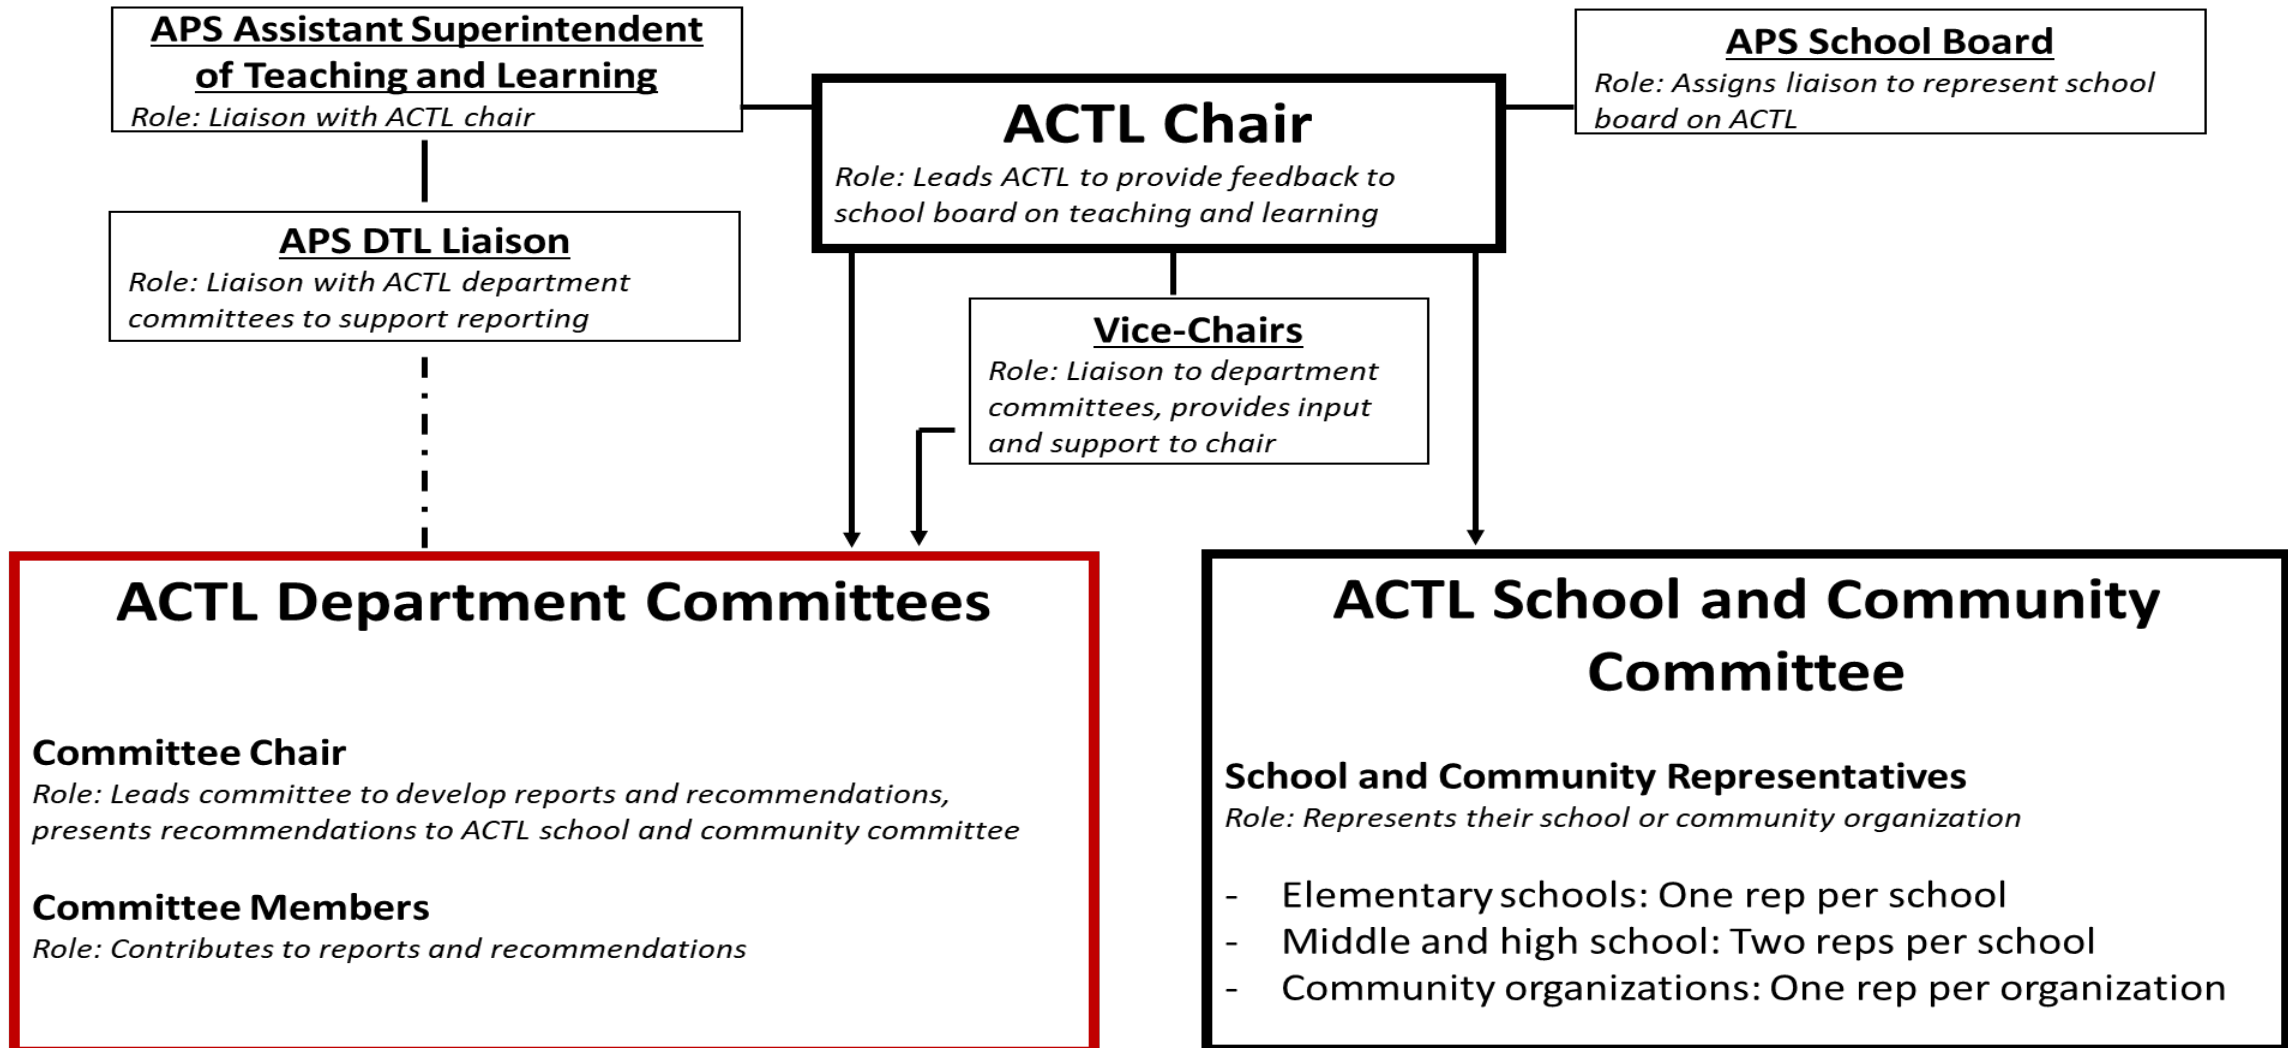 APS Assistant Superintendent
of Teaching and Learning
Role: Liaison with ACTL chair
ACTL Chair
Role: Leads ACTL to provide feedback to
school board on teaching and learning
APS School Board
Role: Assigns liaison to represent school
board on ACTL
APS DTL Liaison
Role: Liaison with ACTL department
committees to support reporting
Vice-Chairs
Role: Liaison to department
committees, provides input
and support to chair
ACTL Department Committees
Committee Chair
Role: Leads committee to develop reports and recommendations,
presents recommendations to ACTL school and community committee
Committee Members
Role: Contributes to reports and recommendations
ACTL School and Community
Committee
School and Community Representatives
Role: Represents their school or community organization
- Elementary schools: One rep per school
- Middle and high school: Two reps per school
- Community organizations: One rep per organization